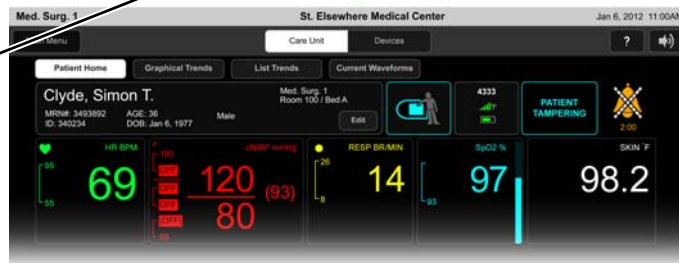 Med. Surg. 1 St. Elsewhere Medical Center Jan 6, 2012 11:00AM
Menu Care Unit Devices ?
Patient Home Graphical Trends List Trends Current Waveforms
Clyde, Simon T.
MRN#: 3493892 AGE: 36 Male
ID: 340234 DOB: Jan 6, 1977
Med. Surg. 1
Room 100 / Bed A
Edit
4333
PATIENT
TAMPERING
2:00
HR BPM
95
69
55
cNIBP mmHg
120
OFF
OFF
OFF
(OFF)
120
80
(93)
RESP BR/MIN
26
14
8
SpO2 %
97
93
SKIN °F
98.2